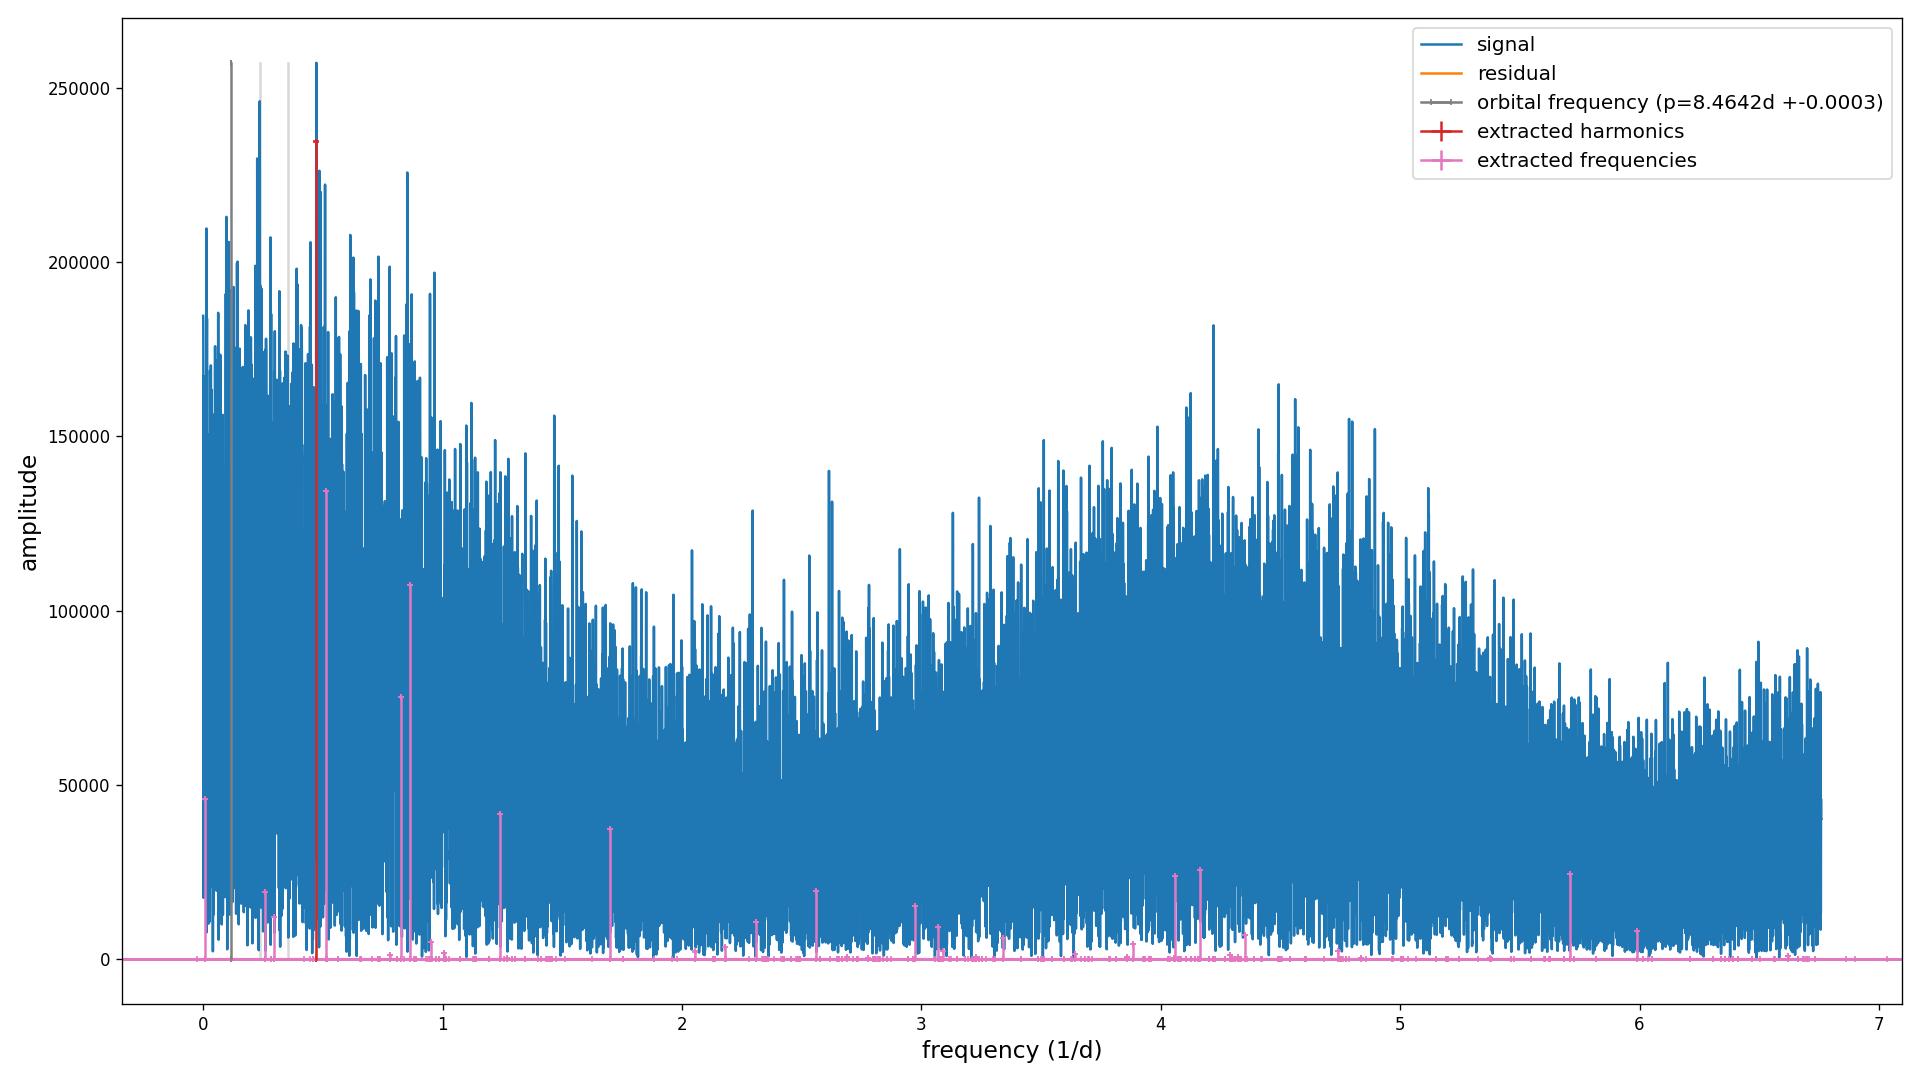 signal
residual
orbital frequency (p=8.4642d +-0.0003)
extracted harmonics
extracted frequencies
250000
200000
150000
100000
50000
0
amplitude
0 1 2 3 4 5 6 7
frequency (1/d)